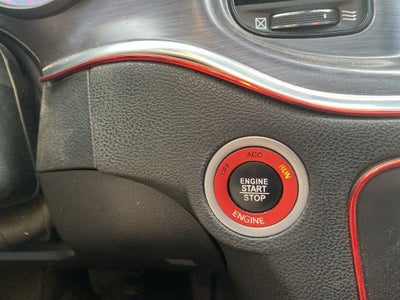 OFF ACC RUN
ENGINE
START
STOP
ENGINE